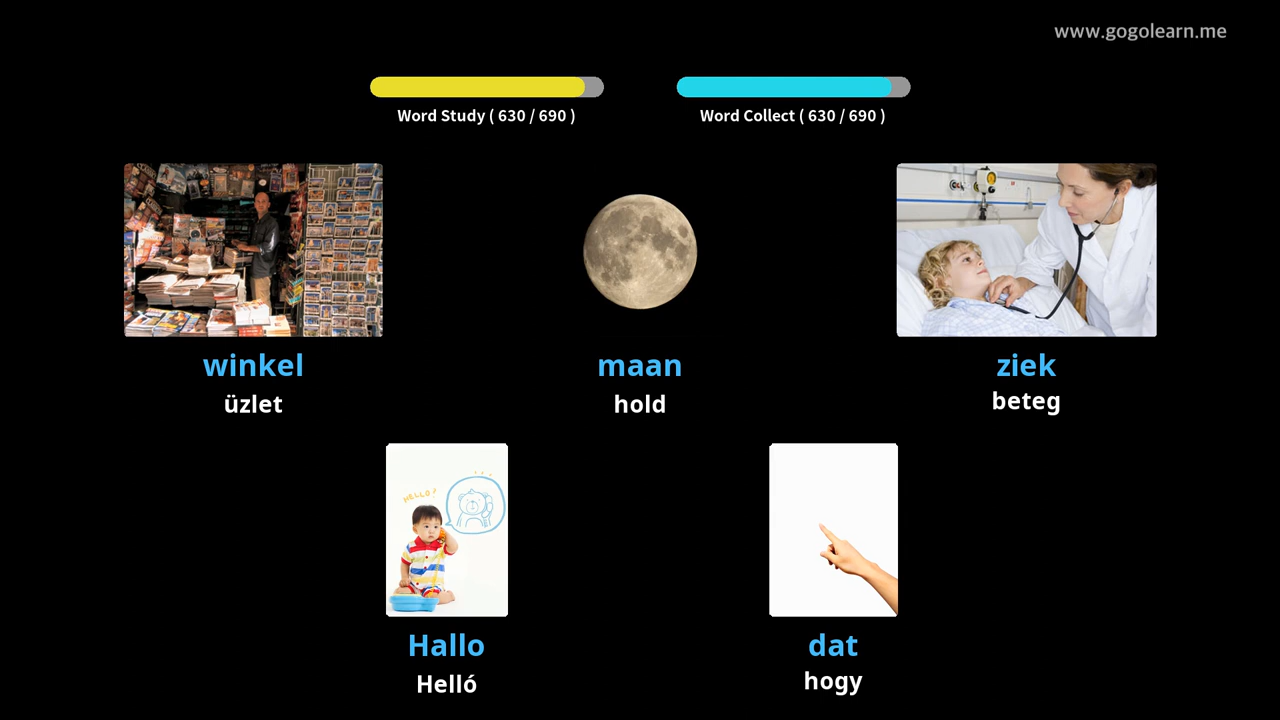 www.gogolearn.me
Word Study ( 630 / 690 )
Word Collect ( 630 / 690 )
winkel
maan
ziek
üzlet
hold
beteg
HELLO!
Hallo
dat
Helló
hogy